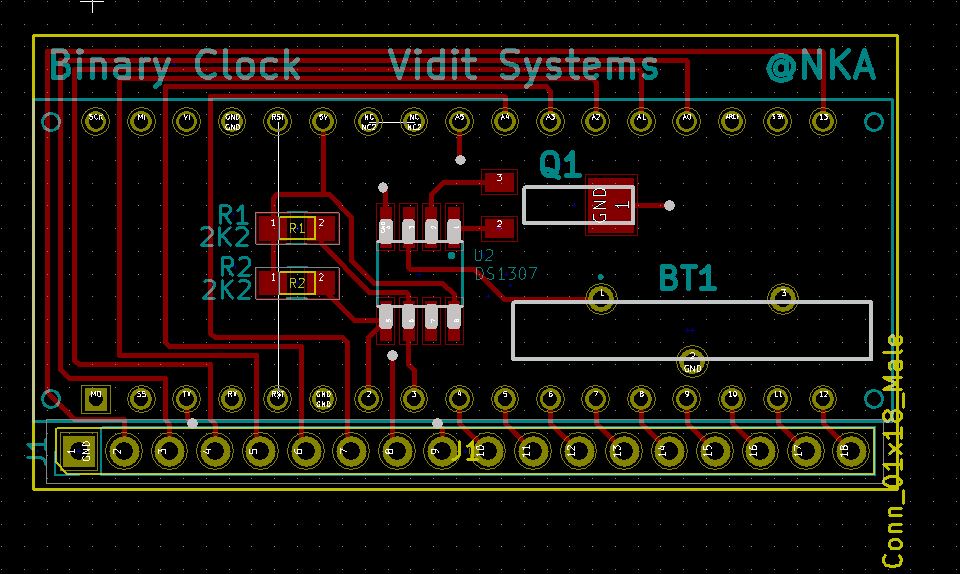 Binary Clock Vidit Systems @NKA
SCK MI VI GND RST 5V NC NC A5 A4 A3 A2 A1 A0 AREF 3.3V 13
GND NC2 NC2
Q1
3
GND
1
R1
2K2
1 R1 2
2
U2
DS1307
R2
2K2
1 R2 2
BT1
1 3
2
GND
MO SS TX RX RST GND 2 3 4 5 6 7 8 9 10 11 12
GND
J1
1 2 3 4 5 6 7 8 9 J1 10 11 12 13 14 15 16 17 18
GND
Conn_01x18_Male